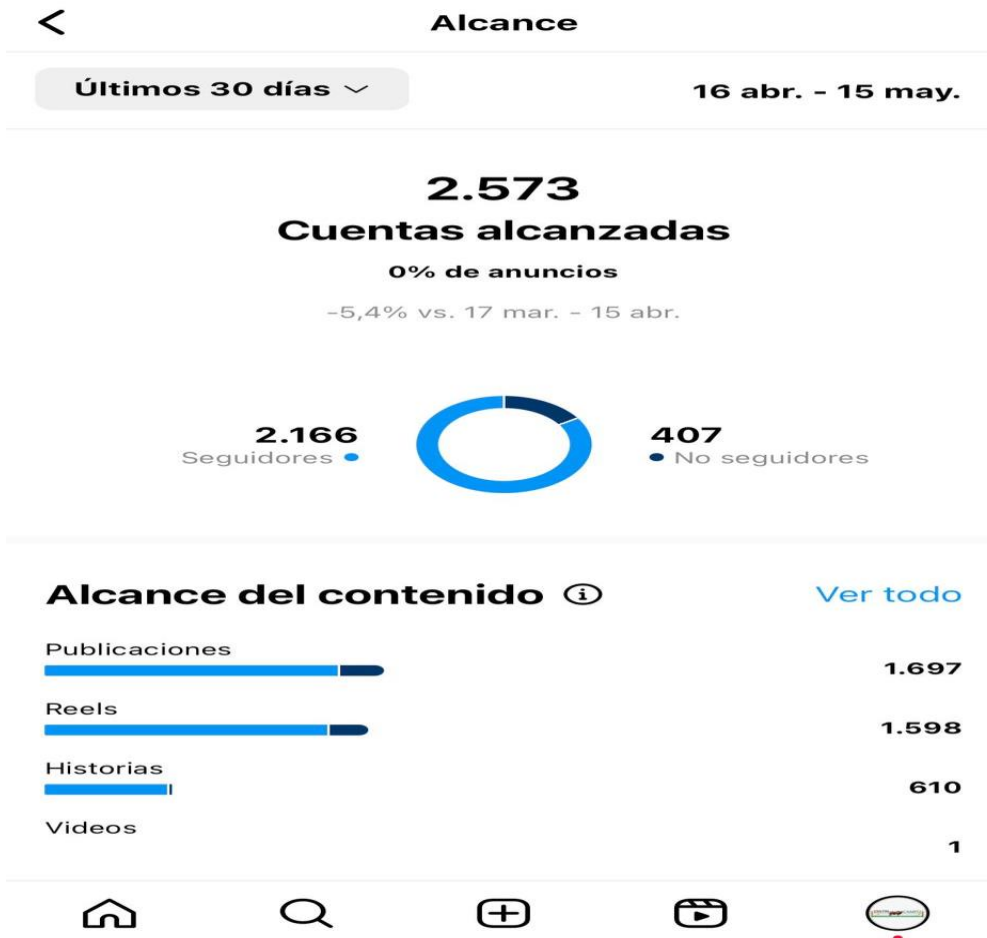 Alcance
Últimos 30 días
16 abr. - 15 may.
2.573
Cuentas alcanzadas
0% de anuncios
-5,4% vs. 17 mar. - 15 abr.
2.166
Seguidores
407
No seguidores
Alcance del contenido
Ver todo
Publicaciones
1.697
Reels
1.598
Historias
610
Videos
1